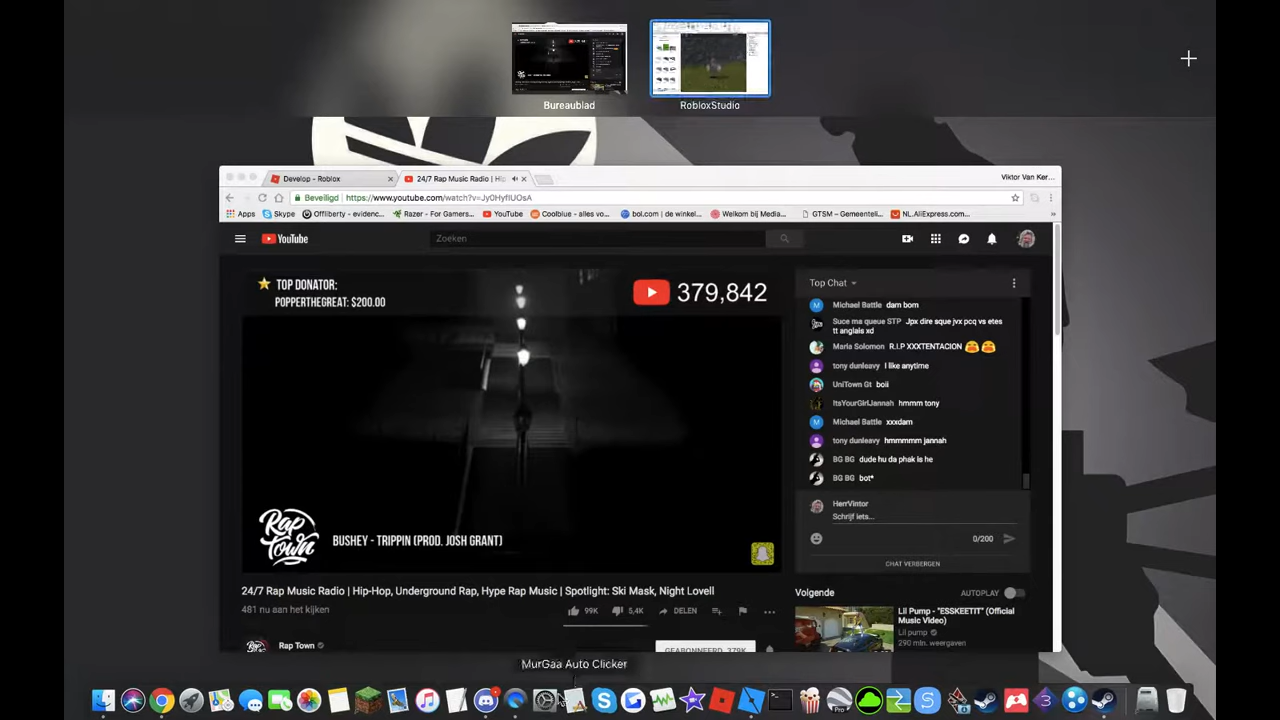 Bureaublad
RobloxStudio
Develop - Roblox
24/7 Rap Music Radio | Hip
Viktor Van Ker...
Beveiligd
https://www.youtube.com/watch?v=Jy0HyfIUOsA
Apps
Skype
Offliberty - evidenc...
Razer - For Gamers...
YouTube
Coolblue - alles vo...
bol.com | de winkel...
Welkom bij Media...
GTSM – Gemeenteli...
NL.AliExpress.com...
YouTube
Zoeken
TOP DONATOR:
POPPERTHEGREAT: $200.00
379,842
Top Chat
Michael Battle dam bom
Suce ma queue STP Jpx dire sque jvx pcq vs etes
tt anglais xd
Maria Solomon R.I.P XXXTENTACION
tony dunleavy I like anytime
UniTown Gt boii
ItsYourGirlJannah hmmm tony
Michael Battle xxxdam
tony dunleavy hmmmmm jannah
BG BG dude hu da phak is he
BG BG bot*
HerrVintor
Schrijf iets...
0/200
CHAT VERBERGEN
Rap
Town
BUSHEY - TRIPPIN (PROD. JOSH GRANT)
24/7 Rap Music Radio | Hip-Hop, Underground Rap, Hype Rap Music | Spotlight: Ski Mask, Night Lovell
481 nu aan het kijken
99K
5,4K
DELEN
Volgende
AUTOPLAY
Lil Pump - "ESSKEETIT" (Official
Music Video)
Lil pump
290 mln. weergaven
Rap Town
GEABONNEERD 379K
MurGaa Auto Clicker
Pro